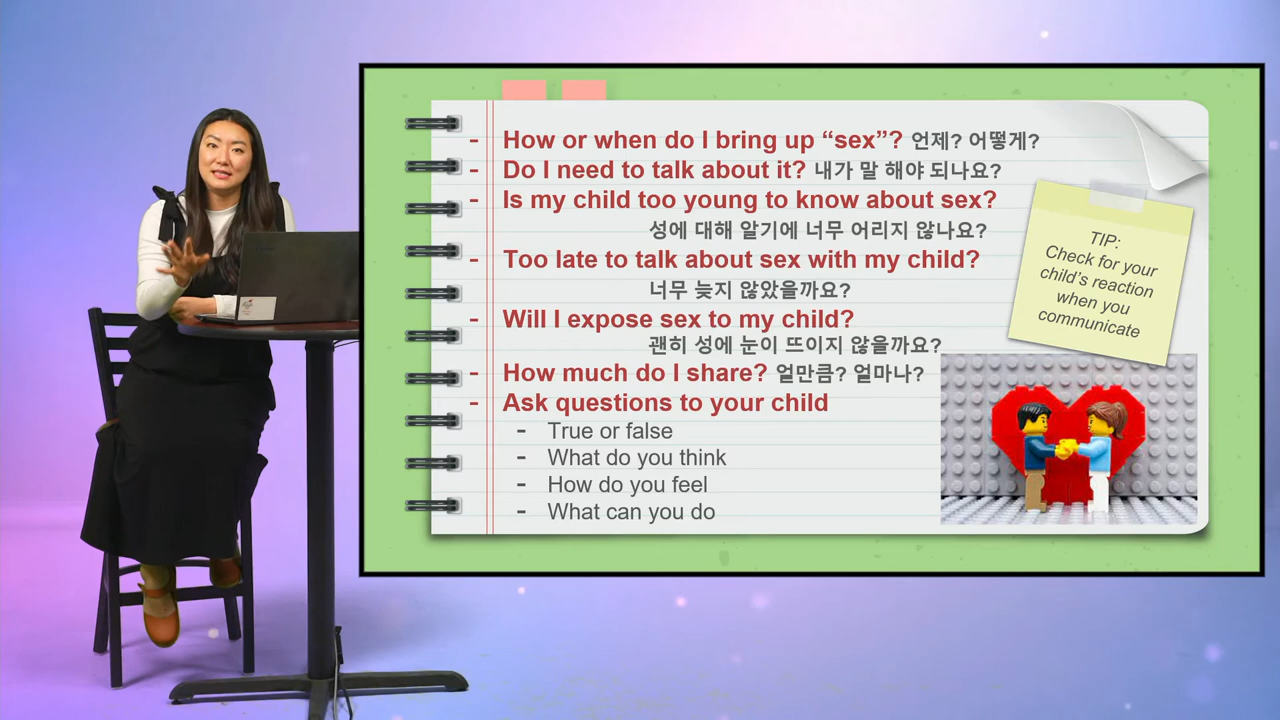 - How or when do I bring up “sex”? 언제? 어떻게?
- Do I need to talk about it? 내가 말 해야 되나요?
- Is my child too young to know about sex?
성에 대해 알기에 너무 어리지 않나요?
- Too late to talk about sex with my child?
너무 늦지 않았을까요?
- Will I expose sex to my child?
괜히 성에 눈이 뜨이지 않을까요?
- How much do I share? 얼만큼? 얼마나?
- Ask questions to your child
- True or false
- What do you think
- How do you feel
- What can you do
TIP:
Check for your
child's reaction
when you
communicate